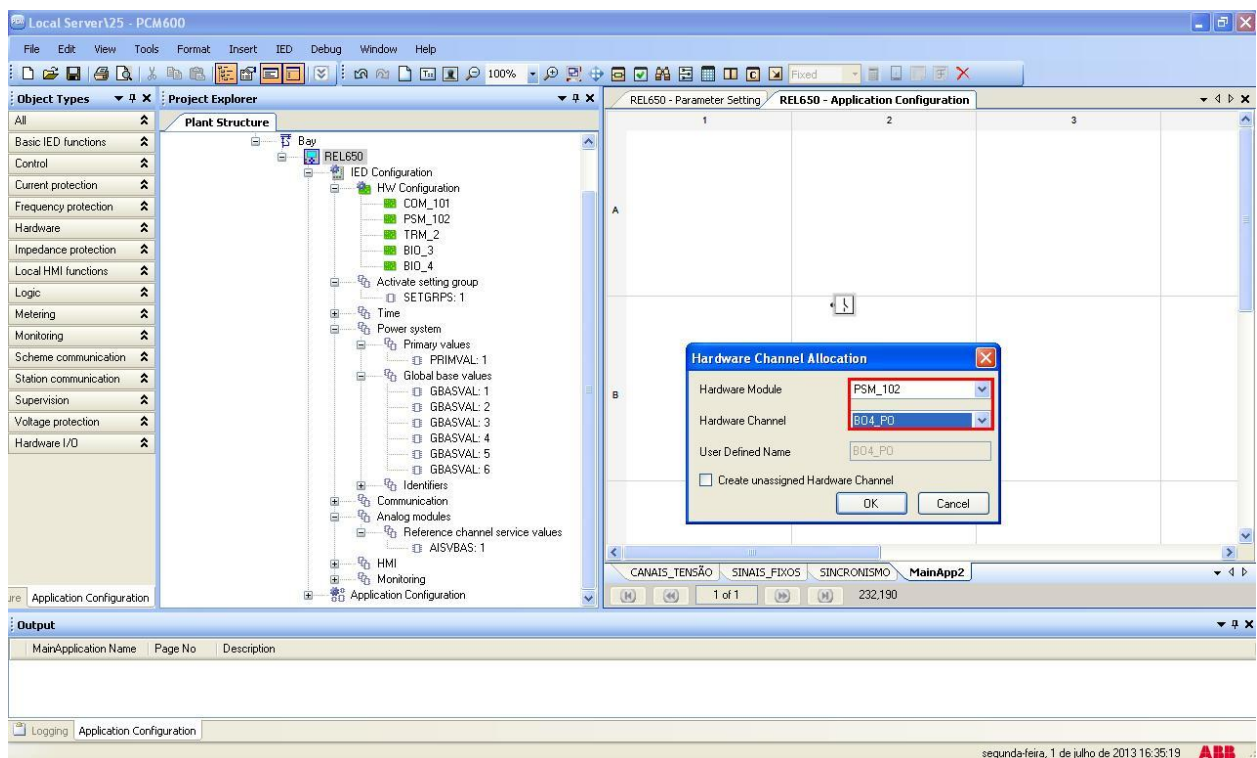 Local Server\25 - PCM600
File Edit View Tools Format Insert IED Debug Window Help
100% Fixed
Object Types
All
Basic IED functions
Control
Current protection
Frequency protection
Hardware
Impedance protection
Local HMI functions
Logic
Metering
Monitoring
Scheme communication
Station communication
Supervision
Voltage protection
Hardware I/O
Application Configuration
Project Explorer
Plant Structure
Bay
REL650
IED Configuration
HW Configuration
COM_101
PSM_102
TRM_2
BIO_3
BIO_4
Activate setting group
SETGRPS: 1
Time
Power system
Primary values
PRIMVAL: 1
Global base values
GBASVAL: 1
GBASVAL: 2
GBASVAL: 3
GBASVAL: 4
GBASVAL: 5
GBASVAL: 6
Identifiers
Communication
Analog modules
Reference channel service values
AISVBAS: 1
HMI
Monitoring
Application Configuration
REL650 - Parameter Setting REL650 - Application Configuration
1 2 3
A
B
Hardware Channel Allocation
Hardware Module PSM_102
Hardware Channel BO4_PO
User Defined Name BO4_PO
Create unassigned Hardware Channel
OK Cancel
CANAIS_TENSÃO SINAIS_FIXOS SINCRONISMO MainApp2
1 of 1 232,190
Output
MainApplication Name Page No Description
Logging Application Configuration
segunda-feira, 1 de julho de 2013 16:35:19 ABB